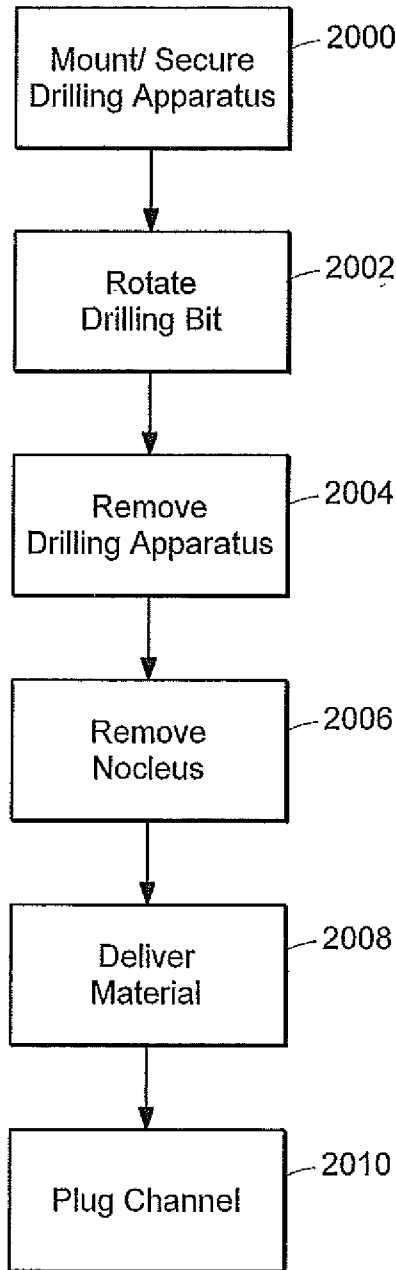 2000
Mount/ Secure
Drilling Apparatus
2002
Rotate
Drilling Bit
2004
Remove
Drilling Apparatus
2006
Remove
Nocleus
2008
Deliver
Material
2010
Plug Channel